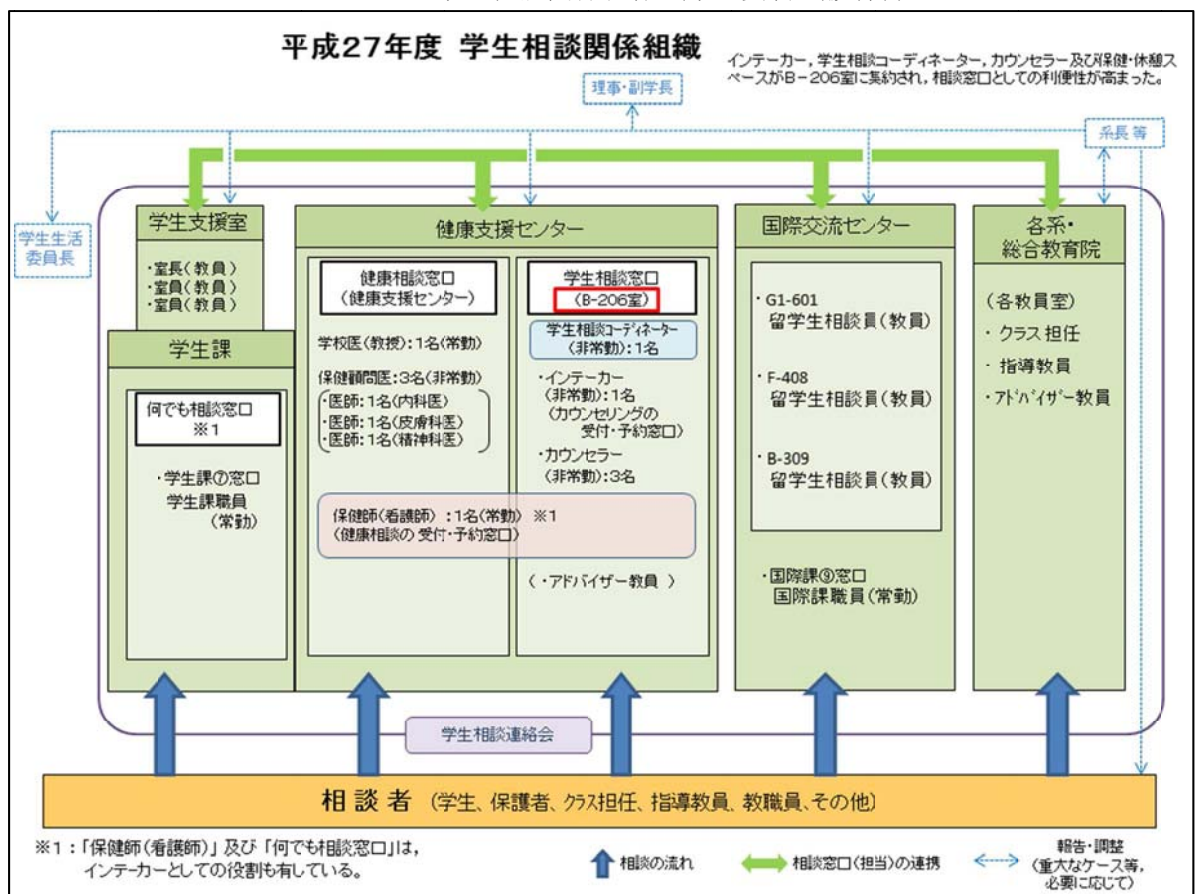 平成27年度 学生相談関係組織
インテーカー，学生相談コーディネーター，カウンセラー及び保健・休憩ス
ペースがB－206室に集約され，相談窓口としての利便性が高まった。
理事・副学長
系長 等
学生生活
委員長
学生支援室
・室長(教員)
・室員(教員)
・室員(教員)
学生課
何でも相談窓口
※1
・学生課⑦窓口
学生課職員
(常勤)
健康支援センター
健康相談窓口
(健康支援センター)
学校医(教授)：1名(常勤)
保健顧問医：3名(非常勤)
・医師：1名(内科医)
・医師：1名(皮膚科医)
・医師：1名(精神科医)
学生相談窓口
(B-206室)
学生相談コーディネーター
(非常勤)：1名
・インテーカー
(非常勤)：1名
(カウンセリングの
受付・予約窓口)
・カウンセラー
(非常勤)：3名
保健師(看護師)：1名(常勤) ※1
(健康相談の 受付・予約窓口)
(・アドバイザー教員 )
国際交流センター
・G1-601
留学生相談員(教員)
・F-408
留学生相談員(教員)
・B-309
留学生相談員(教員)
・国際課⑨窓口
国際課職員(常勤)
各系・
総合教育院
(各教員室)
・クラス担任
・指導教員
・アドバイザー教員
学生相談連絡会
相談者 (学生、保護者、クラス担任、指導教員、教職員、その他)
※1：「保健師(看護師)」及び「何でも相談窓口」は，
インテーカーとしての役割も有している。
相談の流れ
相談窓口(担当)の連携
報告・調整
(重大なケース等，
必要に応じて)